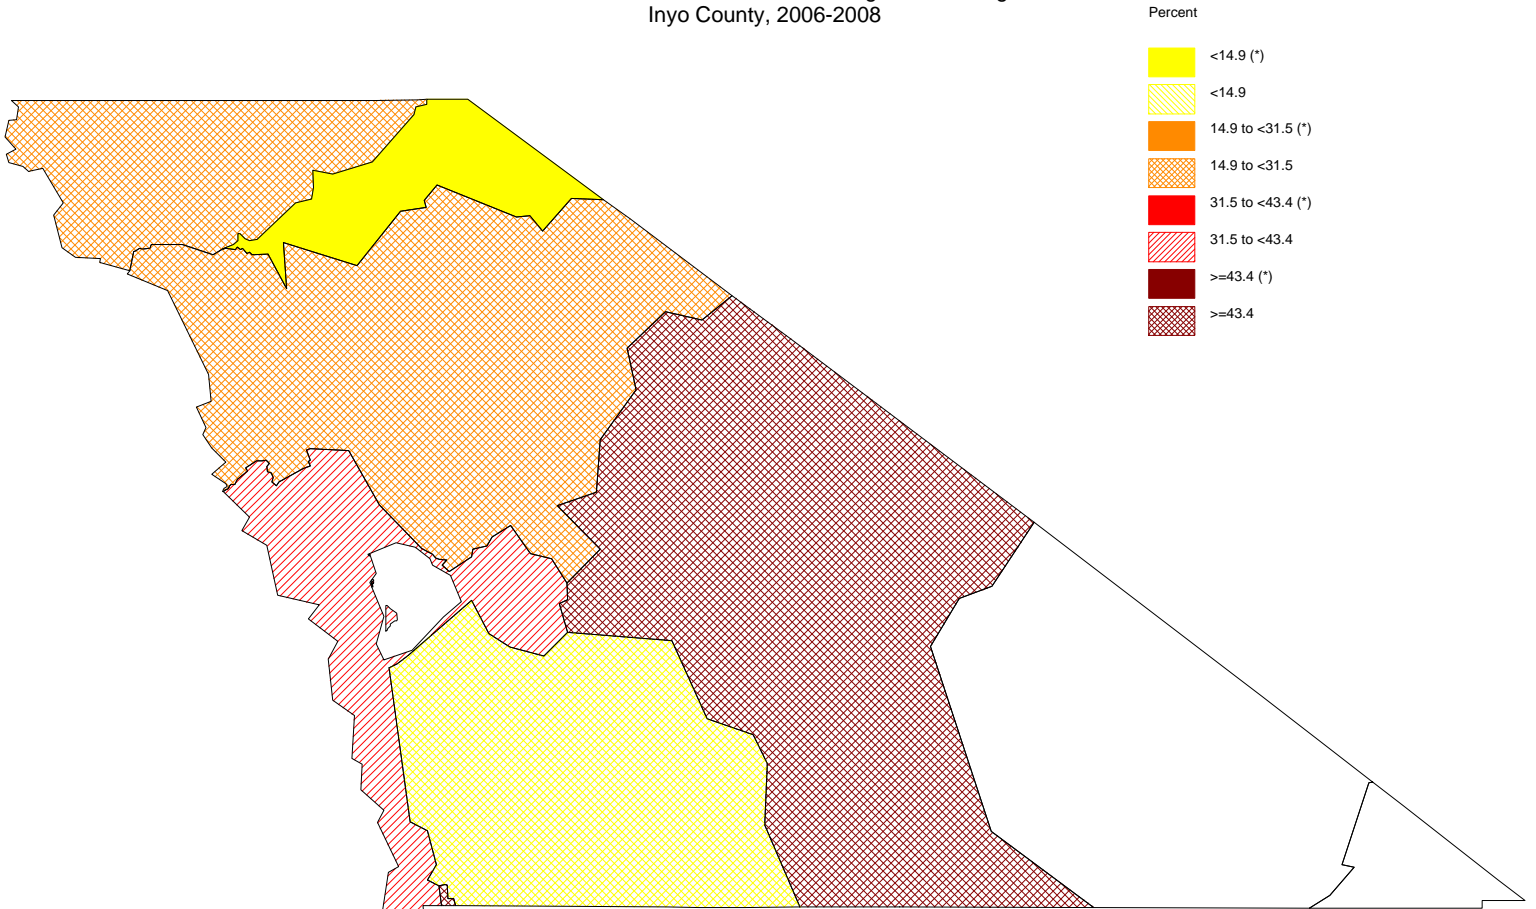 Inyo County, 2006-2008
Percent
<14.9 (*)
<14.9
14.9 to <31.5 (*)
14.9 to <31.5
31.5 to <43.4 (*)
31.5 to <43.4
>=43.4 (*)
>=43.4